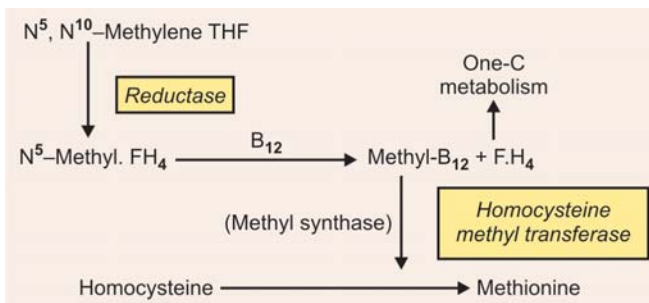 N⁵, N¹⁰–Methylene THF
One-C
metabolism
Reductase
B₁₂
N⁵–Methyl. FH₄
Methyl-B₁₂ + F.H₄
(Methyl synthase)
Homocysteine
methyl transferase
Homocysteine
Methionine